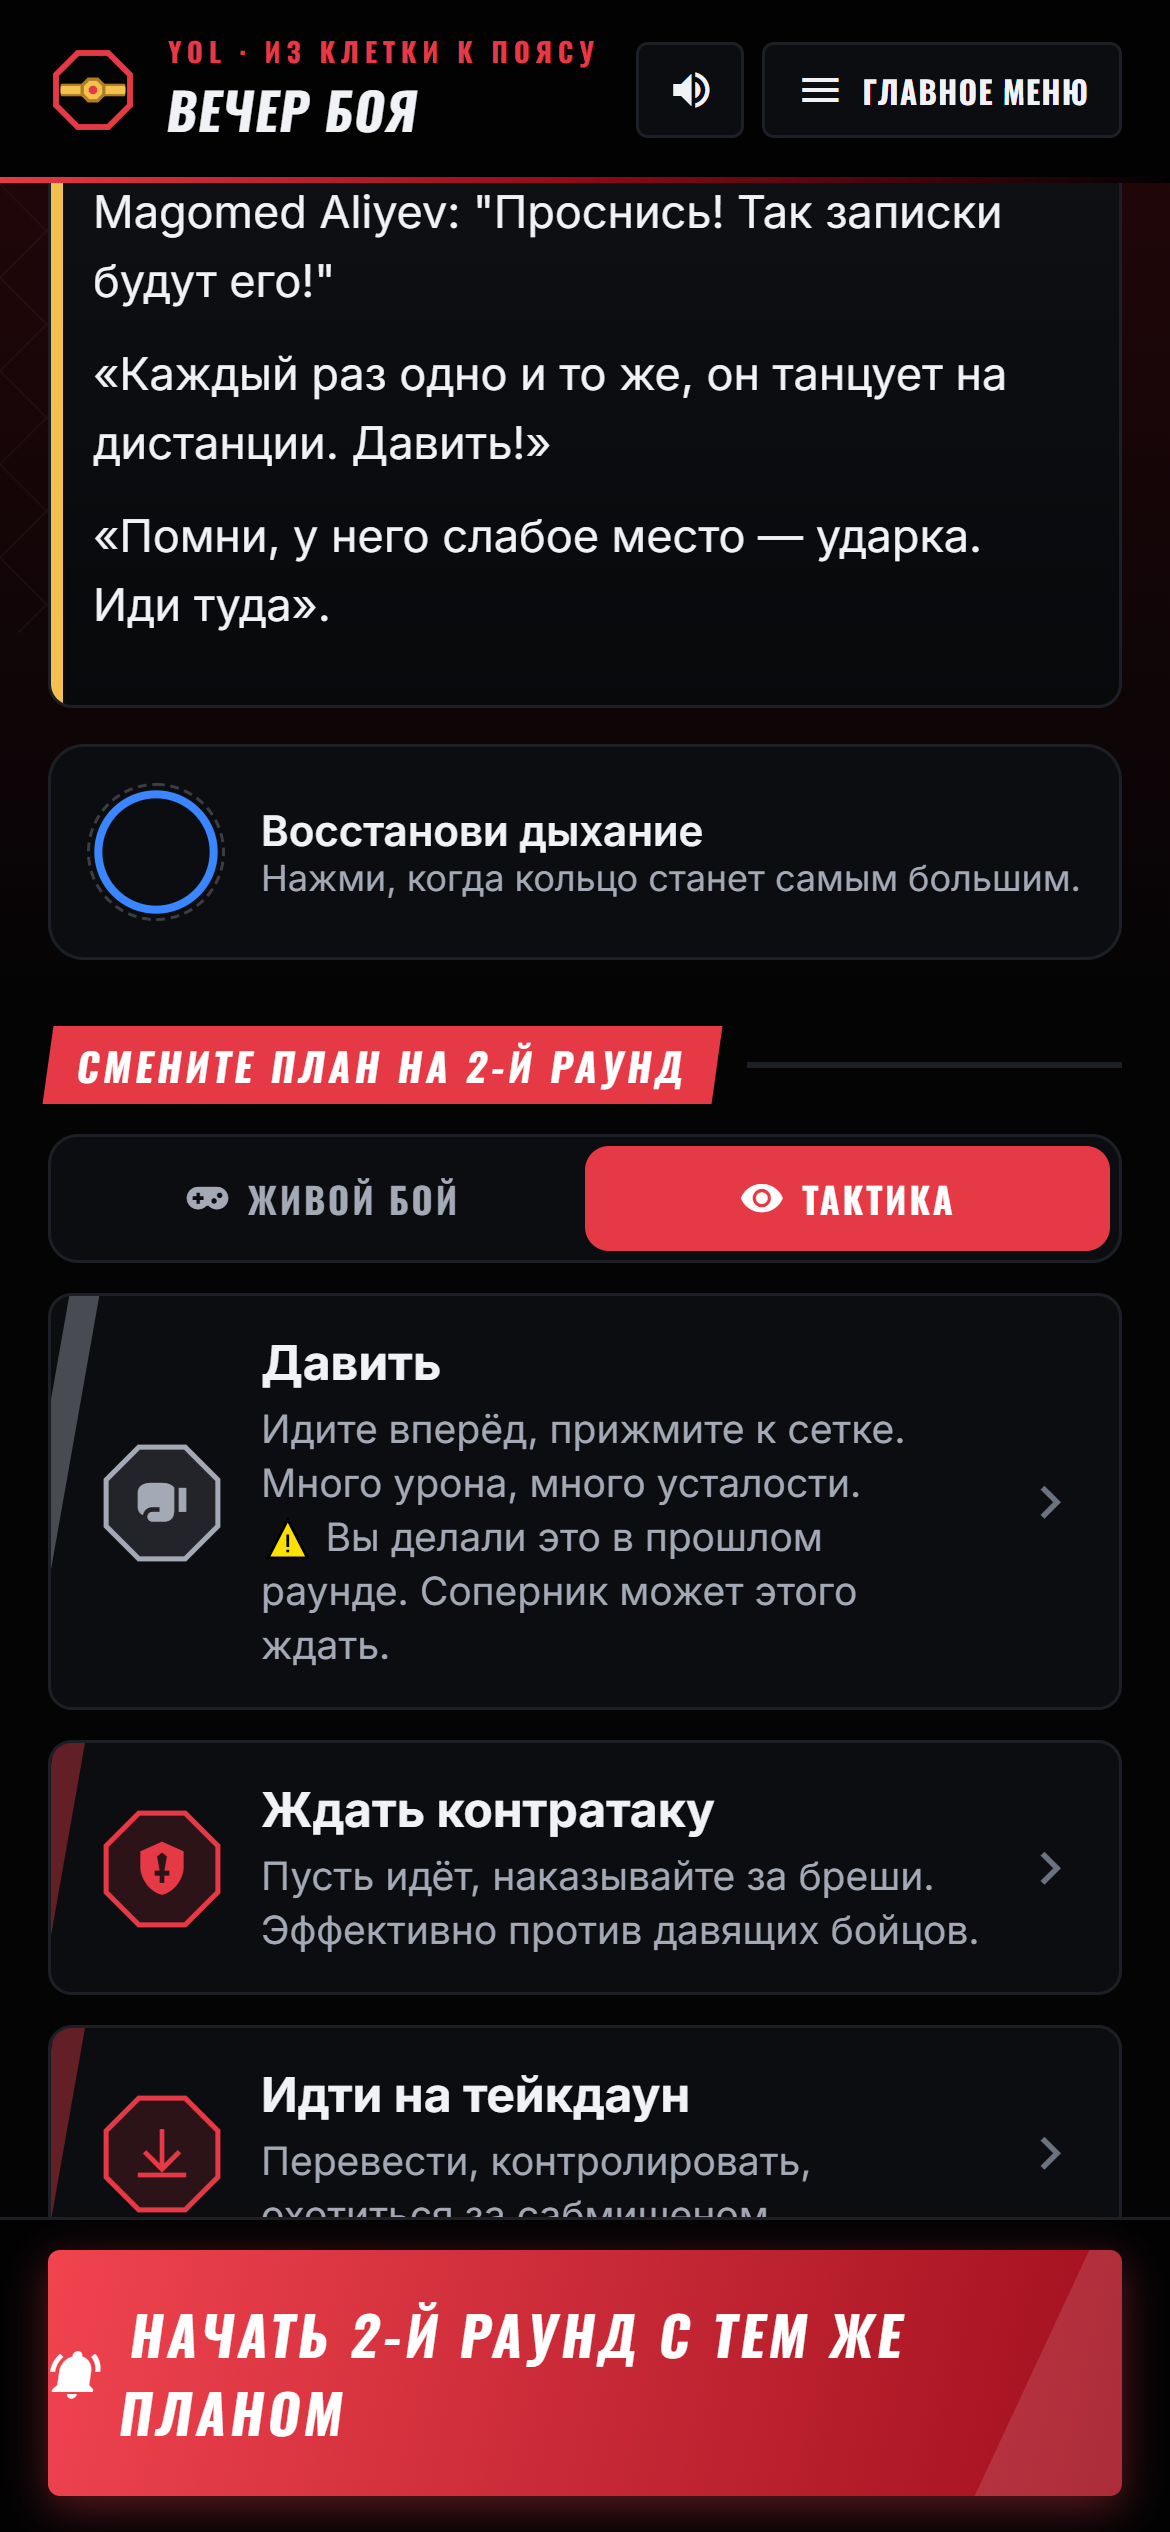 YOL · ИЗ КЛЕТКИ К ПОЯСУ
ВЕЧЕР БОЯ
ГЛАВНОЕ МЕНЮ
Magomed Aliyev: "Проснись! Так записки
будут его!"
«Каждый раз одно и то же, он танцует на
дистанции. Давить!»
«Помни, у него слабое место — ударка.
Иди туда».
Восстанови дыхание
Нажми, когда кольцо станет самым большим.
СМЕНИТЕ ПЛАН НА 2-Й РАУНД
ЖИВОЙ БОЙ
ТАКТИКА
Давить
Идите вперёд, прижмите к сетке.
Много урона, много усталости.
⚠️ Вы делали это в прошлом
раунде. Соперник может этого
ждать.
Ждать контратаку
Пусть идёт, наказывайте за бреши.
Эффективно против давящих бойцов.
Идти на тейкдаун
Перевести, контролировать,
охотиться за сабмишеном
НАЧАТЬ 2-Й РАУНД С ТЕМ ЖЕ
ПЛАНОМ